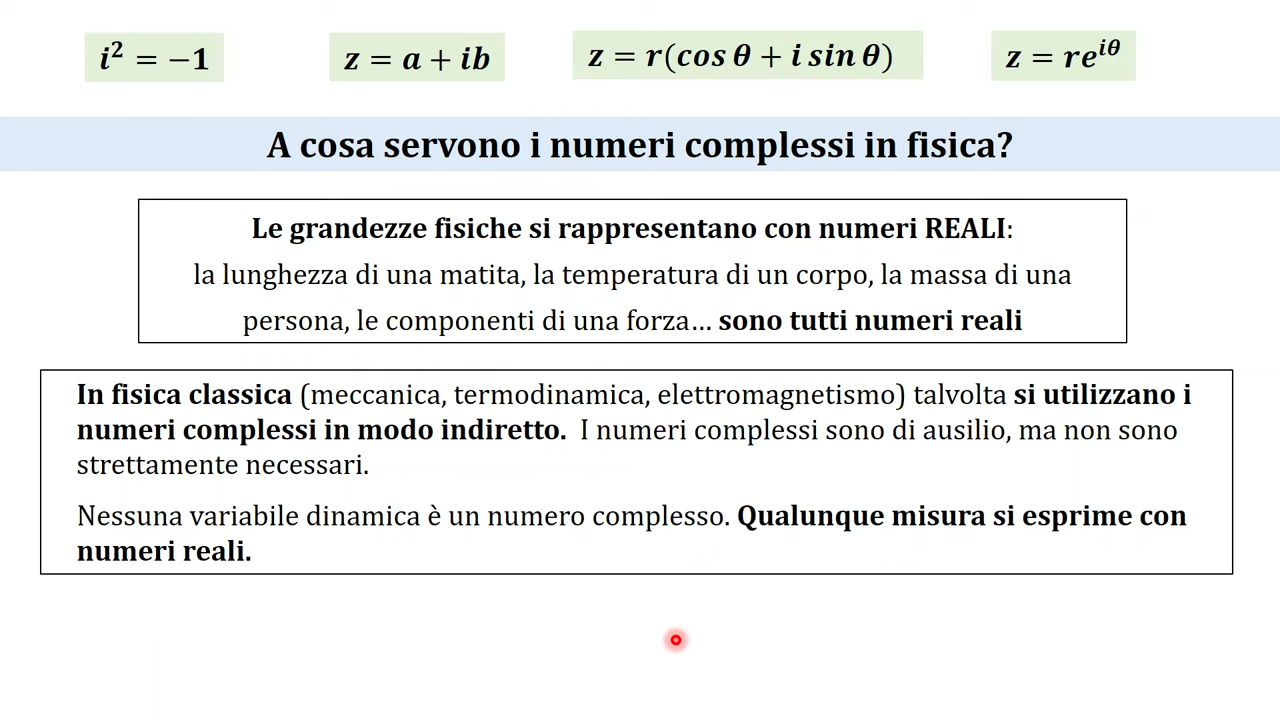 i² = −1
z = a + ib
z = r(cos θ + i sin θ)
z = re^{iθ}
A cosa servono i numeri complessi in fisica?
Le grandezze fisiche si rappresentano con numeri REALI:
la lunghezza di una matita, la temperatura di un corpo, la massa di una
persona, le componenti di una forza… sono tutti numeri reali
In fisica classica (meccanica, termodinamica, elettromagnetismo) talvolta si utilizzano i
numeri complessi in modo indiretto. I numeri complessi sono di ausilio, ma non sono
strettamente necessari.
Nessuna variabile dinamica è un numero complesso. Qualunque misura si esprime con
numeri reali.